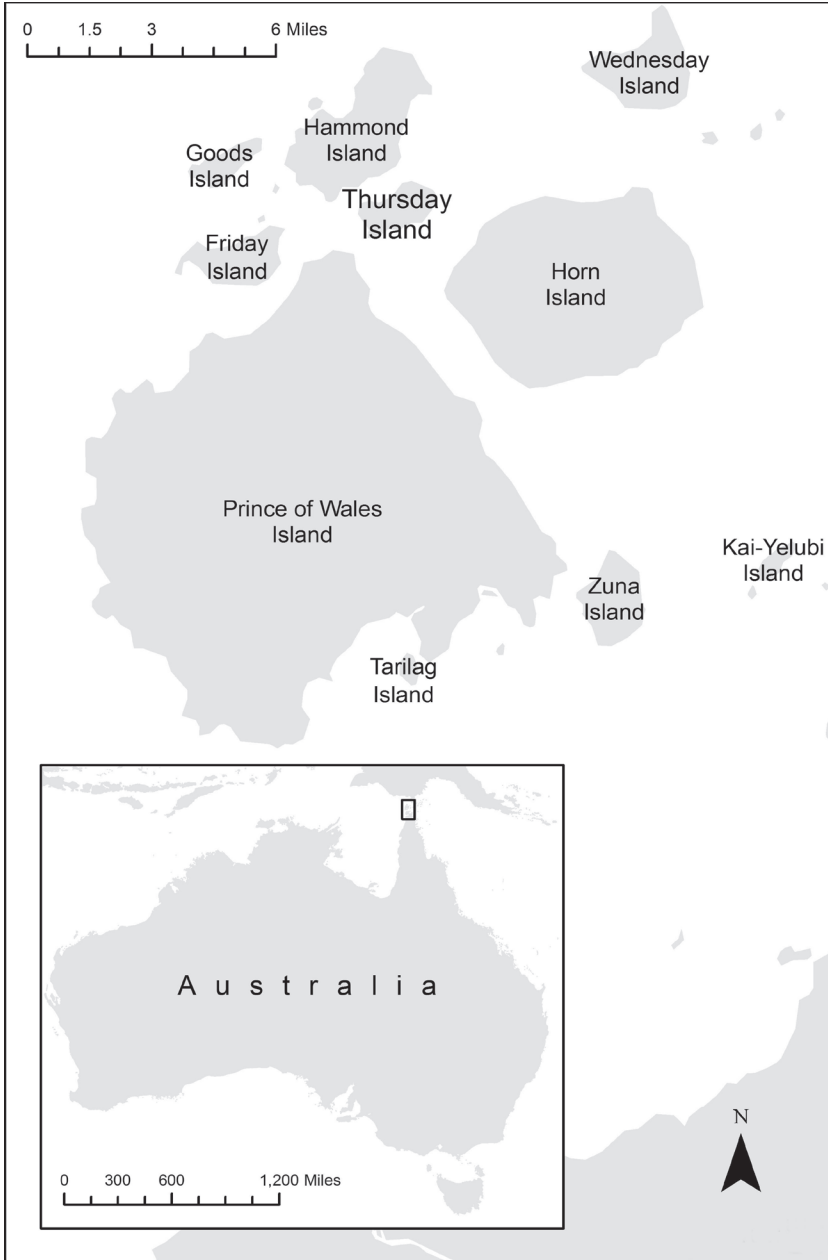 0 1.5 3 6 Miles
Wednesday
Island
Hammond
Island
Goods
Island
Thursday
Island
Friday
Island
Horn
Island
Prince of Wales
Island
Kai-Yelubi
Island
Zuna
Island
Tarilag
Island
A u s t r a l i a
N
0 300 600 1,200 Miles